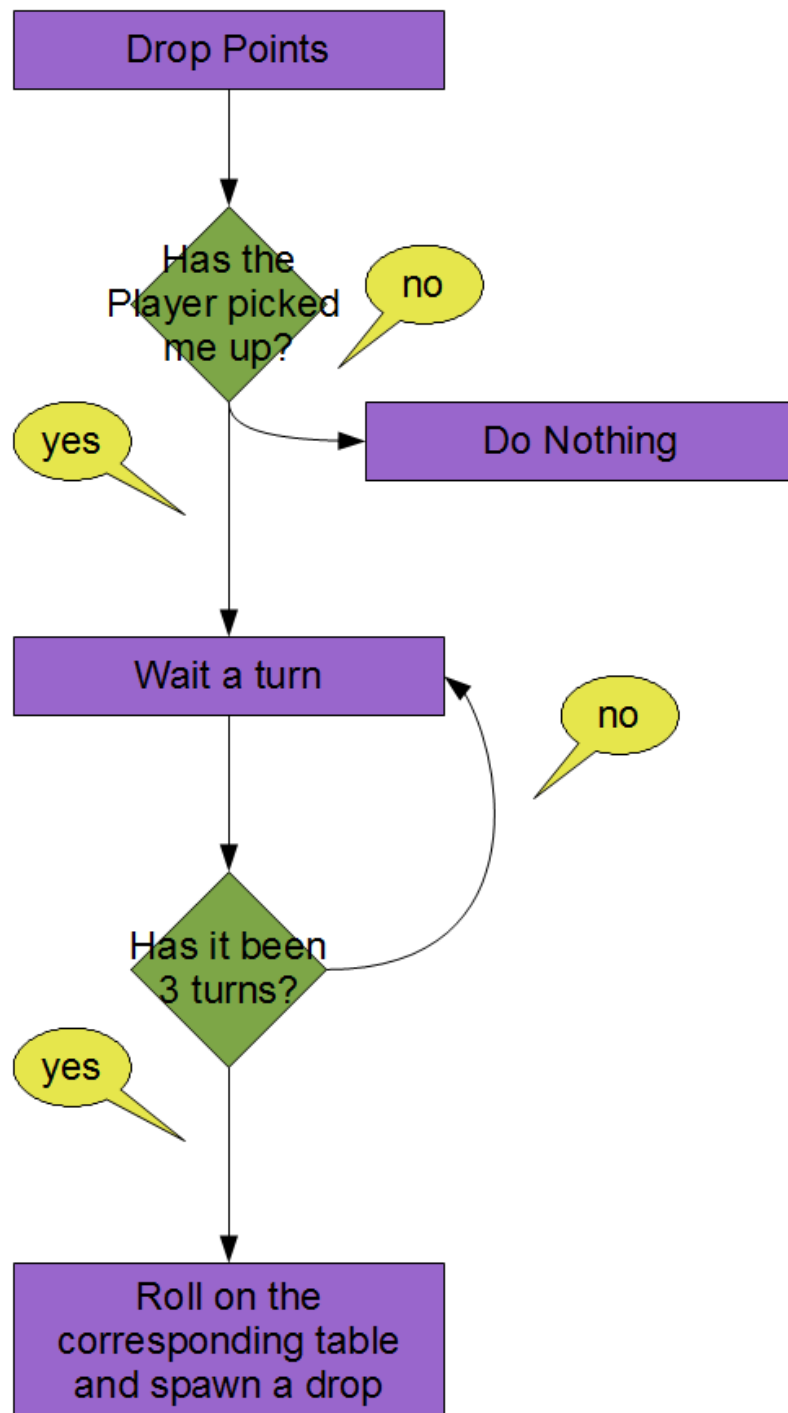 Drop Points
Has the
Player picked
me up?
no
yes
Do Nothing
Wait a turn
no
Has it been
3 turns?
yes
Roll on the
corresponding table
and spawn a drop